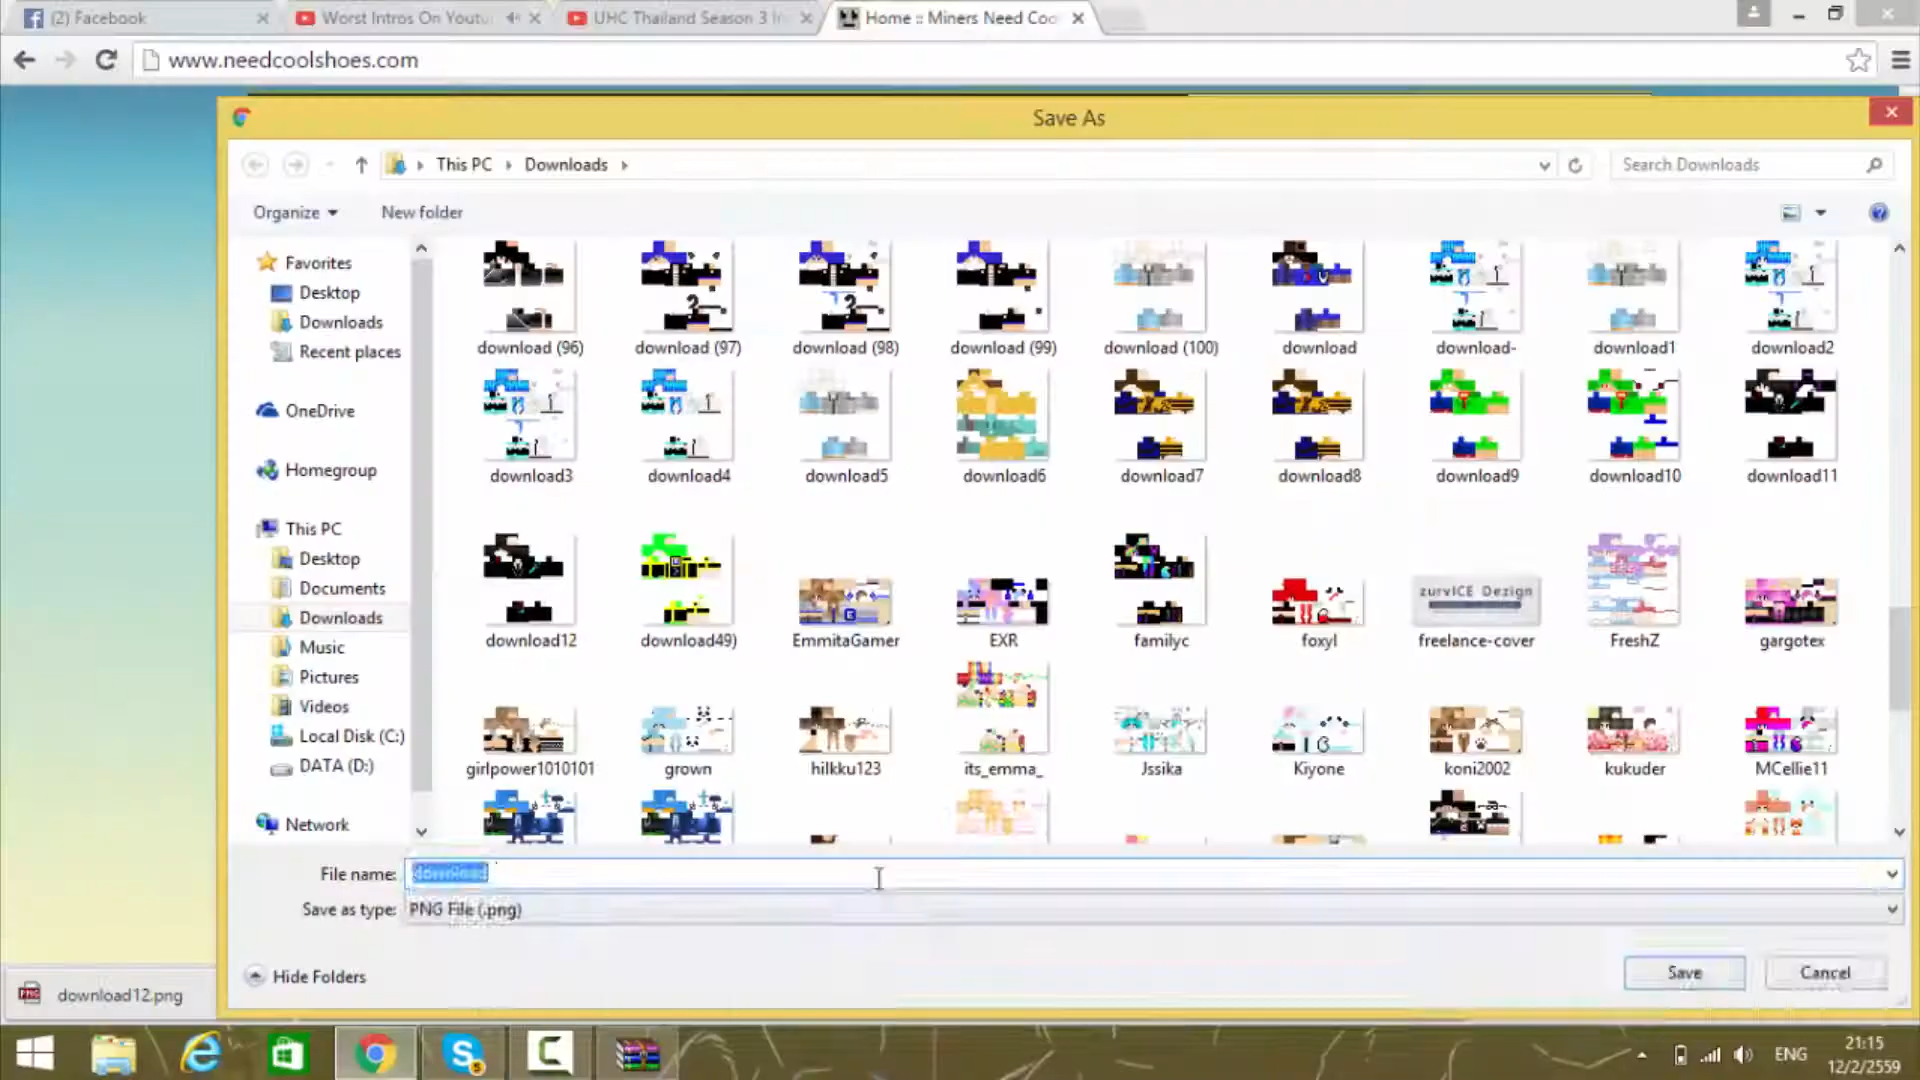 (2) Facebook
Worst Intros On Youtu
UHC Thailand Season 3 In
Home :: Miners Need Coo
www.needcoolshoes.com
Save As
This PC
Downloads
Search Downloads
Organize
New folder
Favorites
Desktop
Downloads
Recent places
OneDrive
Homegroup
This PC
Desktop
Documents
Downloads
Music
Pictures
Videos
Local Disk (C:)
DATA (D:)
Network
download (96)
download (97)
download (98)
download (99)
download (100)
download
download-
download1
download2
download3
download4
download5
download6
download7
download8
download9
download10
download11
zurvICE Dezign
download12
download49)
EmmitaGamer
EXR
familyc
foxyl
freelance-cover
FreshZ
gargotex
girlpower1010101
grown
hilkku123
its_emma_
Jssika
Kiyone
koni2002
kukuder
MCellie11
File name:
download
Save as type:
PNG File (.png)
Hide Folders
Save
Cancel
download12.png
ENG
21:15
12/2/2559